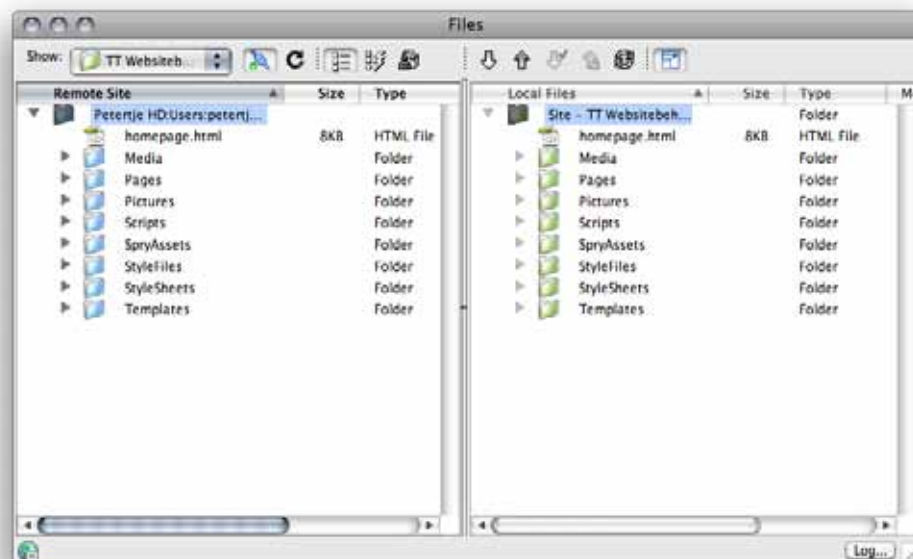 Files
Show: TT Websiteb...
Remote Site Size Type
Petertje HD:Users:petertj...
homepage.html 8KB HTML File
Media Folder
Pages Folder
Pictures Folder
Scripts Folder
SpryAssets Folder
StyleFiles Folder
StyleSheets Folder
Templates Folder
Local Files Size Type M
Site - TT Websitebeh... Folder
homepage.html 8KB HTML File
Media Folder
Pages Folder
Pictures Folder
Scripts Folder
SpryAssets Folder
StyleFiles Folder
StyleSheets Folder
Templates Folder
Log...